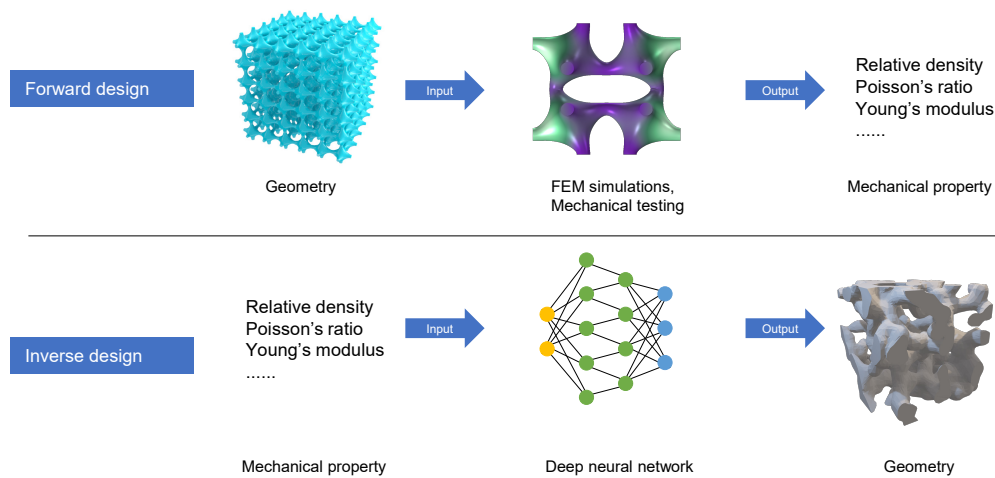 Forward design
Input
Output
Relative density
Poisson’s ratio
Young’s modulus
......
Geometry
FEM simulations,
Mechanical testing
Mechanical property
Inverse design
Relative density
Poisson’s ratio
Young’s modulus
......
Input
Output
Mechanical property
Deep neural network
Geometry